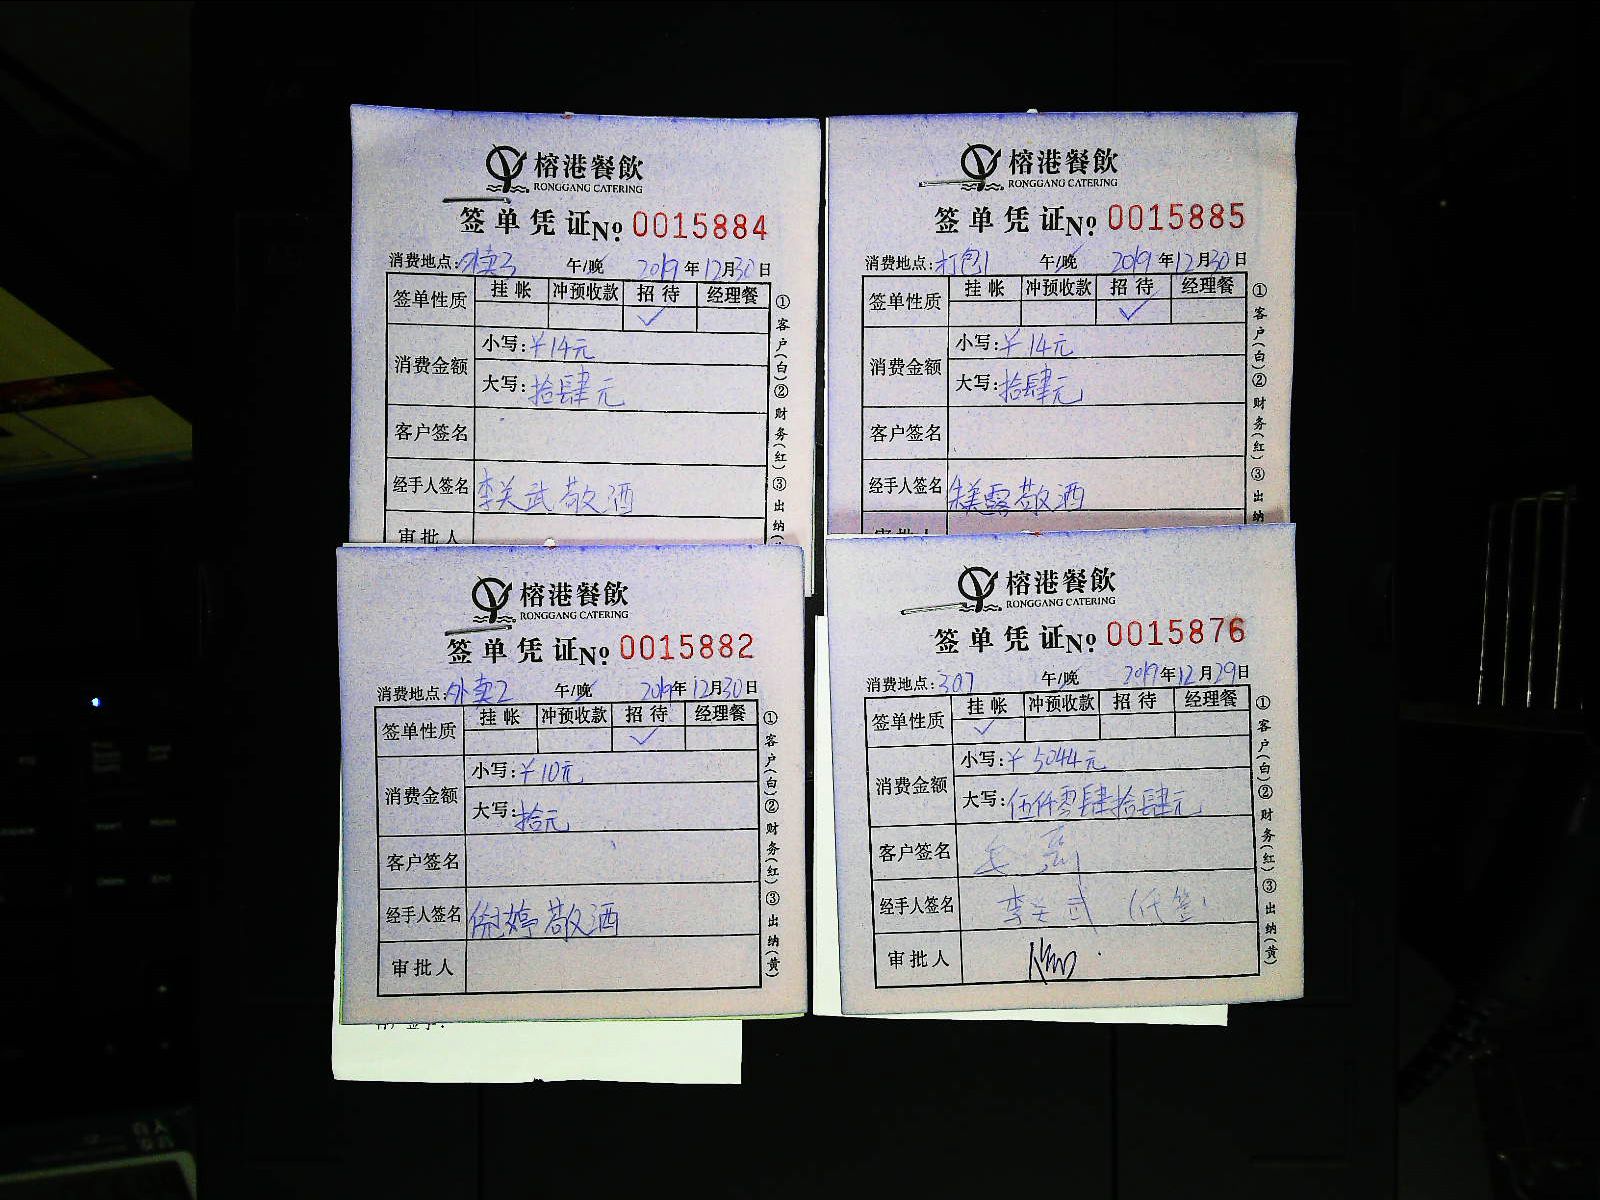 榕港餐飲
RONGGANG CATERING
签单凭证No. 0015884
消费地点:外卖3 午/晚 2019年12月30日
签单性质 挂帐 冲预收款 招待 经理餐
✓
消费金额 小写:¥14元
大写:拾肆元
客户签名
经手人签名 李关武敬酒
审批人
①客户(白)②财务(红)③出纳
榕港餐飲
RONGGANG CATERING
签单凭证No. 0015885
消费地点:打包1 午/晚 2019年12月30日
签单性质 挂帐 冲预收款 招待 经理餐
✓
消费金额 小写:¥14元
大写:拾肆元
客户签名
经手人签名 朱美露敬酒
审批人
①客户(白)②财务(红)③出纳
榕港餐飲
RONGGANG CATERING
签单凭证No. 0015882
消费地点:外卖2 午/晚 2019年12月30日
签单性质 挂帐 冲预收款 招待 经理餐
✓
消费金额 小写:¥10元
大写:拾元
客户签名
经手人签名 倪婷敬酒
审批人
①客户(白)②财务(红)③出纳(黄)
榕港餐飲
RONGGANG CATERING
签单凭证No. 0015876
消费地点:307 午/晚 2019年12月29日
签单性质 挂帐 冲预收款 招待 经理餐
✓
消费金额 小写:¥5044元
大写:伍仟零肆拾肆元
客户签名
经手人签名 李关武(代签)
审批人
①客户(白)②财务(红)③出纳(黄)